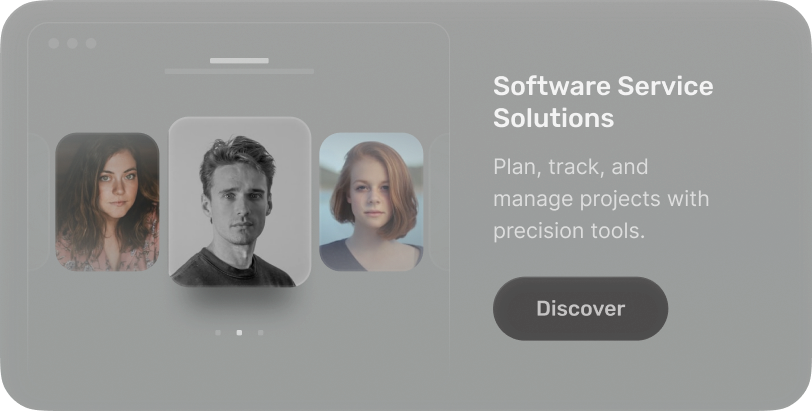 Software Service
Solutions
Plan, track, and
manage projects with
precision tools.
Discover